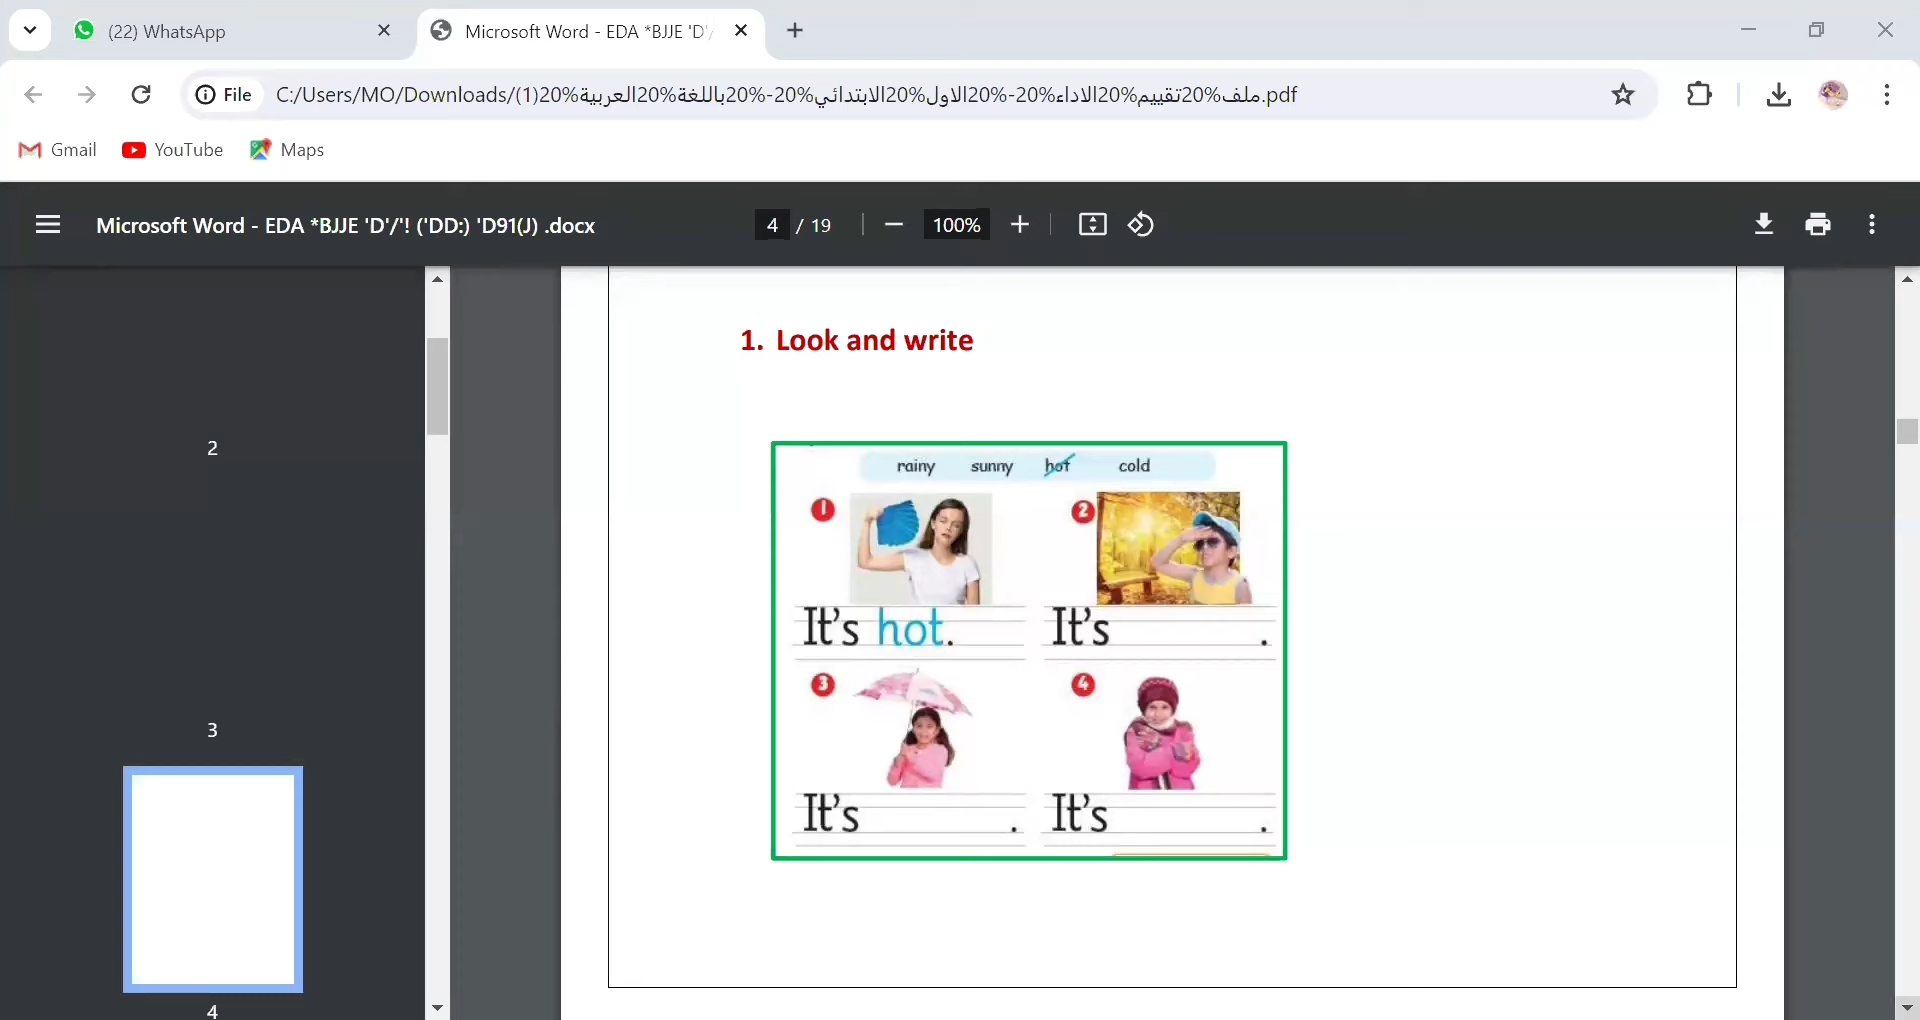 (22) WhatsApp
Microsoft Word - EDA *BJJE 'D'/
File
C:/Users/MO/Downloads/ملف%20تقييم%20الاداء%20-%20الاول%20الابتدائي%20-%20باللغة%20العربية%20(1).pdf
Gmail YouTube Maps
Microsoft Word - EDA *BJJE 'D'/'! ('DD:) 'D91(J) .docx
4 / 19
100%
2
3
4
1. Look and write
rainy sunny hot cold
1 2
It's hot. It's .
3 4
It's . It's .